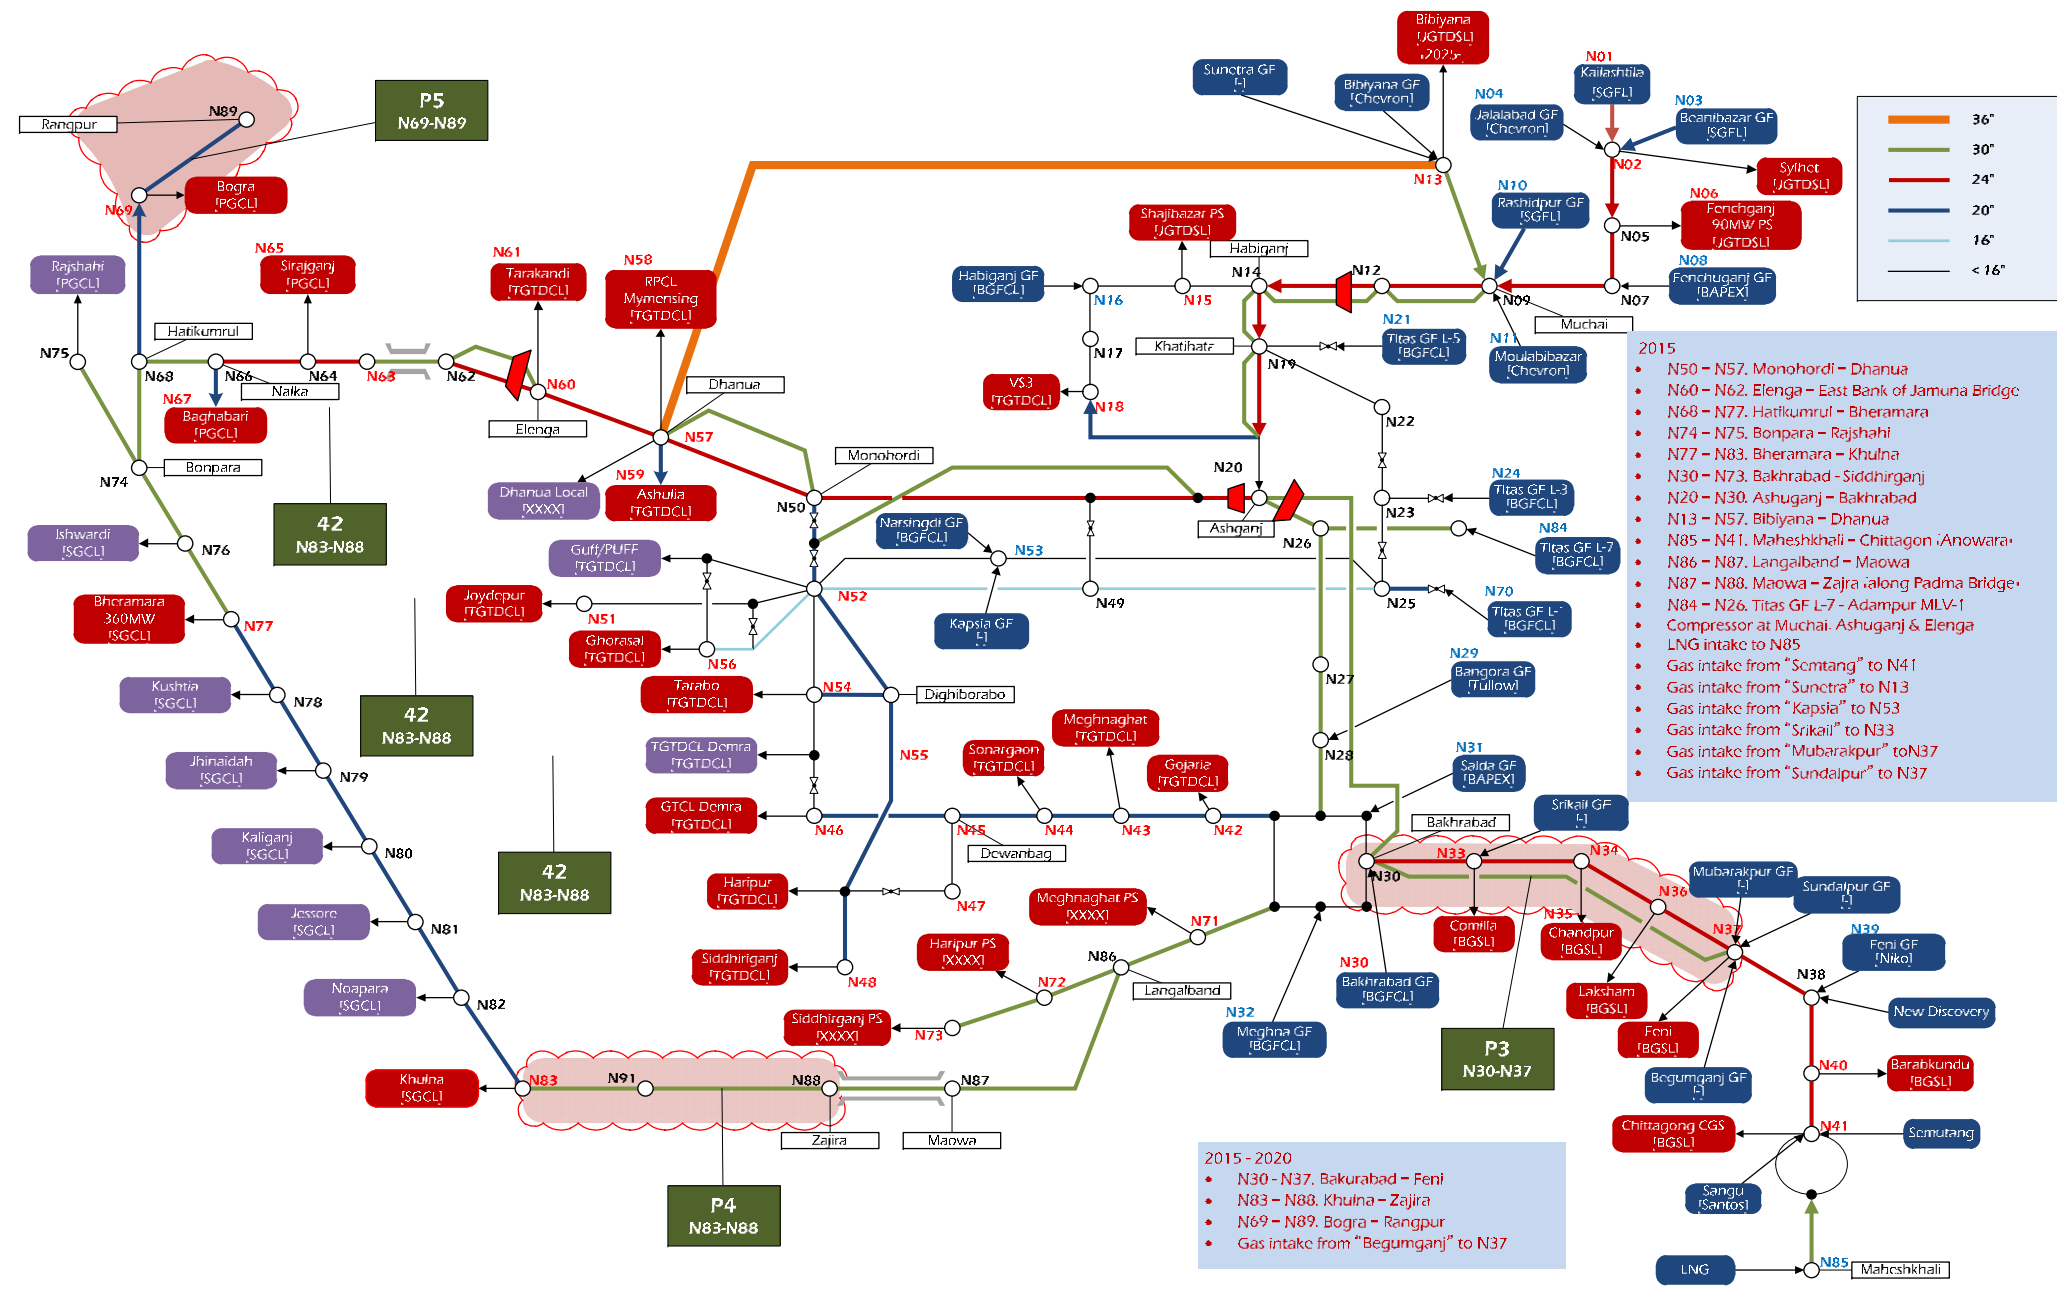 Bibiyana
[JGTDSL]
-2025-
Sunetra GF
[-]
Bibiyana GF
[Chevron]
N01
Kailashtila
[SGFL]
N04
Jalalabad GF
[Chevron]
N03
Beanibazar GF
[SGFL]
N02
Sylhet
[JGTDSL]
36"
30"
24"
20"
16"
< 16"
N89
Rangpur
P5
N69-N89
N69
Bogra
[PGCL]
N13
N10
Rashidpur GF
[SGFL]
N06
Fenchganj
90MW PS
[JGTDSL]
N05
N08
Fenchuganj GF
[BAPEX]
N07
Shajibazar PS
[JGTDSL]
Habiganj
Habiganj GF
[BGFCL]
N16
N15
N14
N12
N09
Muchai
N11
Moulabibazar
[Chevron]
N21
Titas GF L-5
[BGFCL]
Khatihata
N19
N17
VS3
[TGTDCL]
N18
N22
Rajshahi
[PGCL]
N65
Sirajganj
[PGCL]
N61
Tarakandi
[TGTDCL]
N58
RPCL
Mymensing
[TGTDCL]
Hatikumrul
N75
N68
N66
N64
N63
N62
N60
Nalka
N67
Baghabari
[PGCL]
Elenga
Dhanua
N57
N59
Ashulia
[TGTDCL]
Dhanua Local
[XXXX]
Bonpara
N74
Monohordi
N50
N20
Ashganj
N26
N24
Titas GF L-3
[BGFCL]
N23
N84
Titas GF L-7
[BGFCL]
Narsingdi GF
[BGFCL]
N53
Kapsia GF
[-]
N49
N25
N70
Titas GF L-1
[BGFCL]
Ishwardi
[SGCL]
N76
42
N83-N88
Guff/PUFF
[TGTDCL]
N52
Joydepur
[TGTDCL]
N51
Ghorasal
[TGTDCL]
N56
Bheramara
360MW
[SGCL]
N77
Kushtia
[SGCL]
N78
42
N83-N88
Tarabo
[TGTDCL]
N54
Dighiborabo
N55
TGTDCL Demra
[TGTDCL]
GTCL Demra
[TGTDCL]
N46
N45
Dewanbag
Sonargaon
[TGTDCL]
N44
Meghnaghat
[TGTDCL]
N43
Gojaria
[TGTDCL]
N42
N27
N28
N29
Bangora GF
[Tullow]
N31
Salda GF
[BAPEX]
Jhinaidah
[SGCL]
N79
Kaliganj
[SGCL]
N80
42
N83-N88
Jessore
[SGCL]
N81
Noapara
[SGCL]
N82
Haripur
[TGTDCL]
N47
Siddhiriganj
[TGTDCL]
N48
Meghnaghat PS
[XXXX]
N71
Haripur PS
[XXXX]
N72
N86
Langalband
Siddhirganj PS
[XXXX]
N73
Khulna
[SGCL]
N83
N91
N88
N87
Zajira
Maowa
P4
N83-N88
Bakhrabad
N30
N33
Srikail GF
[-]
N34
N35
Comilla
[BGSL]
Chandpur
[BGSL]
N30
Bakhrabad GF
[BGFCL]
N32
Meghna GF
[BGFCL]
P3
N30-N37
N36
Laksham
[BGSL]
Mubarakpur GF
[-]
Sundalpur GF
[-]
N37
Feni
[BGSL]
Begumganj GF
[-]
N39
Feni GF
[Niko]
N38
New Discovery
N40
Barabkundu
[BGSL]
Chittagong CGS
[BGSL]
N41
Semutang
Sangu
[Santos]
LNG
N85
Maheshkhali
2015
• N50 – N57. Monohordi – Dhanua
• N60 – N62. Elenga – East Bank of Jamuna Bridge
• N68 – N77. Hatikumrul – Bheramara
• N74 – N75. Bonpara – Rajshahi
• N77 – N83. Bheramara – Khulna
• N30 – N73. Bakhrabad -Siddhirganj
• N20 – N30. Ashuganj – Bakhrabad
• N13 – N57. Bibiyana – Dhanua
• N85 – N41. Maheshkhali – Chittagon (Anowara)
• N86 – N87. Langalband – Maowa
• N87 – N88. Maowa – Zajra (along Padma Bridge)
• N84 – N26. Titas GF L-7 - Adampur MLV-1
• Compressor at Muchai. Ashuganj & Elenga
• LNG intake to N85
• Gas intake from “Semtang” to N41
• Gas intake from “Sunetra” to N13
• Gas intake from “Kapsia” to N53
• Gas intake from “Srikail” to N33
• Gas intake from “Mubarakpur” toN37
• Gas intake from “Sundalpur” to N37
2015 - 2020
• N30 - N37. Bakurabad – Feni
• N83 – N88. Khulna – Zajira
• N69 – N89. Bogra – Rangpur
• Gas intake from “Begumganj” to N37